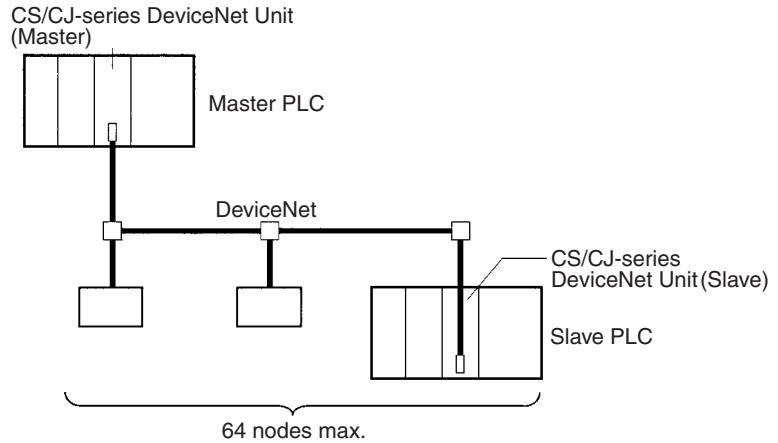 CS/CJ-series DeviceNet Unit
(Master)
Master PLC
DeviceNet
CS/CJ-series
DeviceNet Unit (Slave)
Slave PLC
64 nodes max.